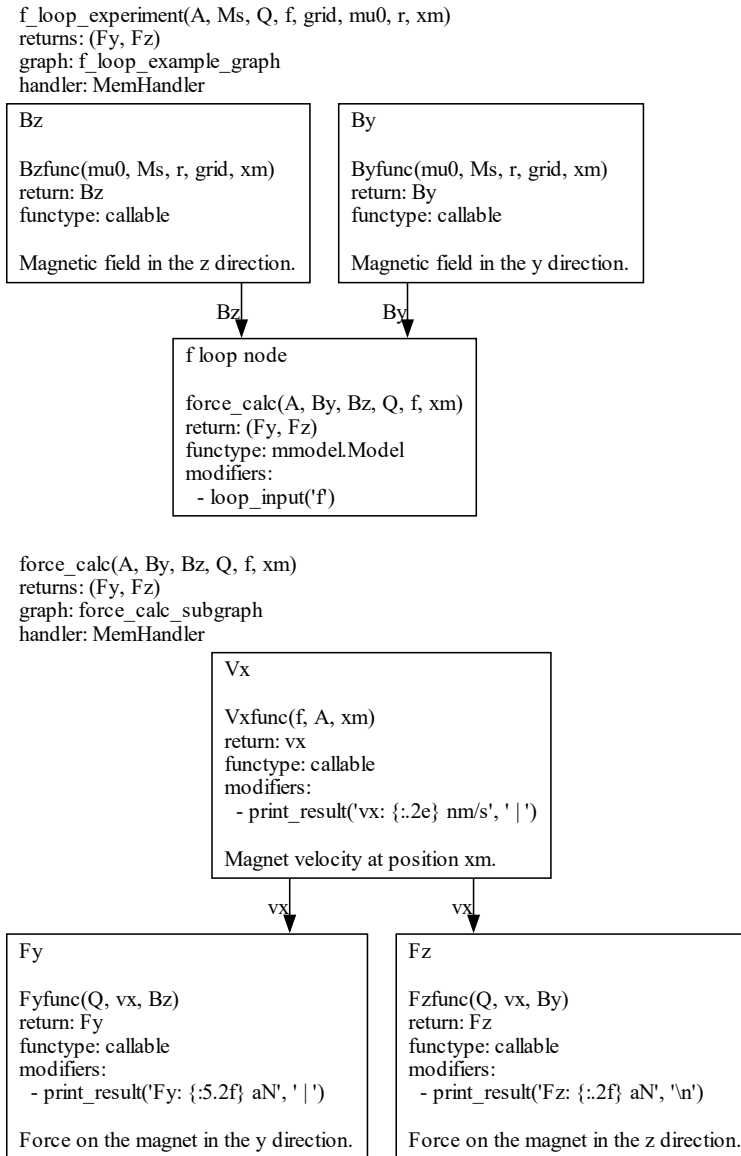 f_loop_experiment(A, Ms, Q, f, grid, mu0, r, xm)
returns: (Fy, Fz)
graph: f_loop_example_graph
handler: MemHandler
Bz
Bzfunc(mu0, Ms, r, grid, xm)
return: Bz
functype: callable
Magnetic field in the z direction.
By
Byfunc(mu0, Ms, r, grid, xm)
return: By
functype: callable
Magnetic field in the y direction.
Bz
By
f loop node
force_calc(A, By, Bz, Q, f, xm)
return: (Fy, Fz)
functype: mmodel.Model
modifiers:
- loop_input('f')
force_calc(A, By, Bz, Q, f, xm)
returns: (Fy, Fz)
graph: force_calc_subgraph
handler: MemHandler
Vx
Vxfunc(f, A, xm)
return: vx
functype: callable
modifiers:
- print_result('vx: {:.2e} nm/s', ' | ')
Magnet velocity at position xm.
vx
vx
Fy
Fyfunc(Q, vx, Bz)
return: Fy
functype: callable
modifiers:
- print_result('Fy: {:5.2f} aN', ' | ')
Force on the magnet in the y direction.
Fz
Fzfunc(Q, vx, By)
return: Fz
functype: callable
modifiers:
- print_result('Fz: {:.2f} aN', '\n')
Force on the magnet in the z direction.